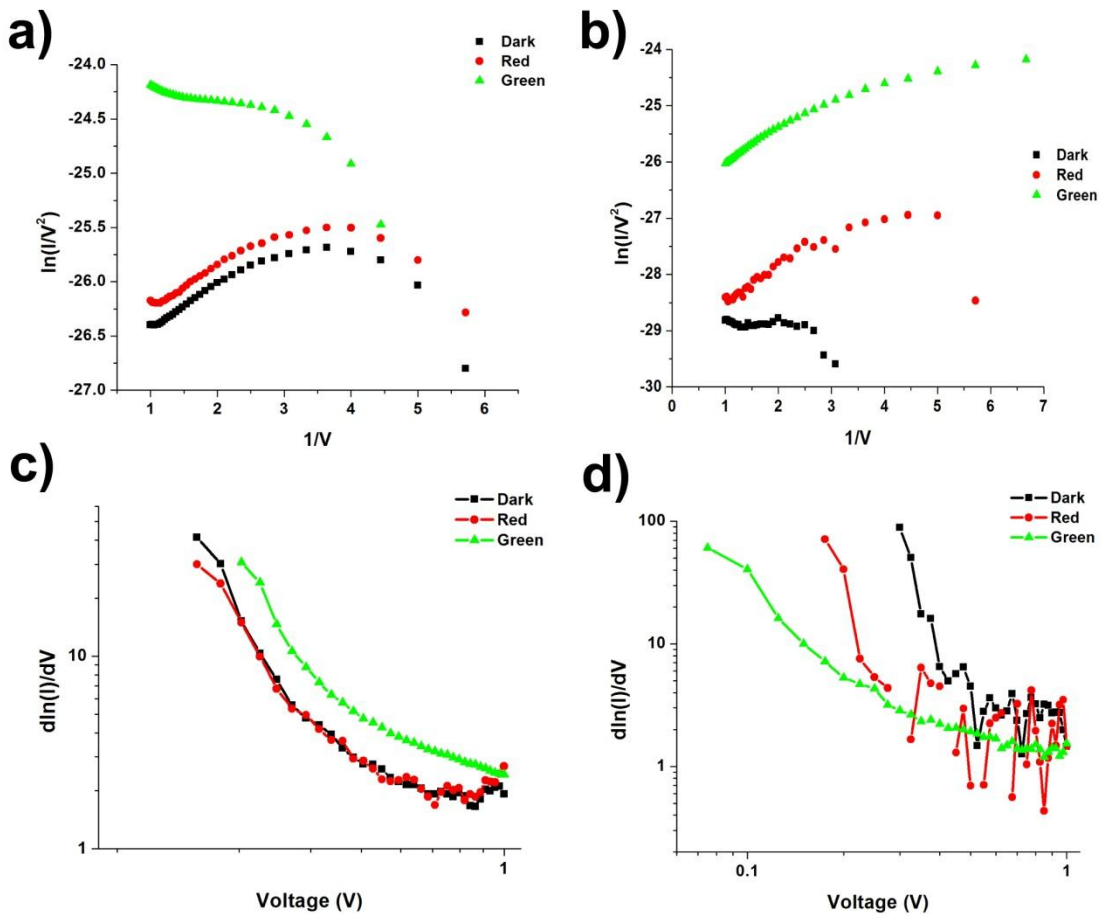 a)
Dark
Red
Green
-24.0
-24.5
-25.0
-25.5
-26.0
-26.5
-27.0
ln(I/V²)
1 2 3 4 5 6
1/V
b)
Dark
Red
Green
-24
-25
-26
-27
-28
-29
-30
ln(I/V²)
0 1 2 3 4 5 6 7
1/V
c)
Dark
Red
Green
10
1
dln(I)/dV
1
Voltage (V)
d)
Dark
Red
Green
100
10
1
dln(I)/dV
0.1 1
Voltage (V)